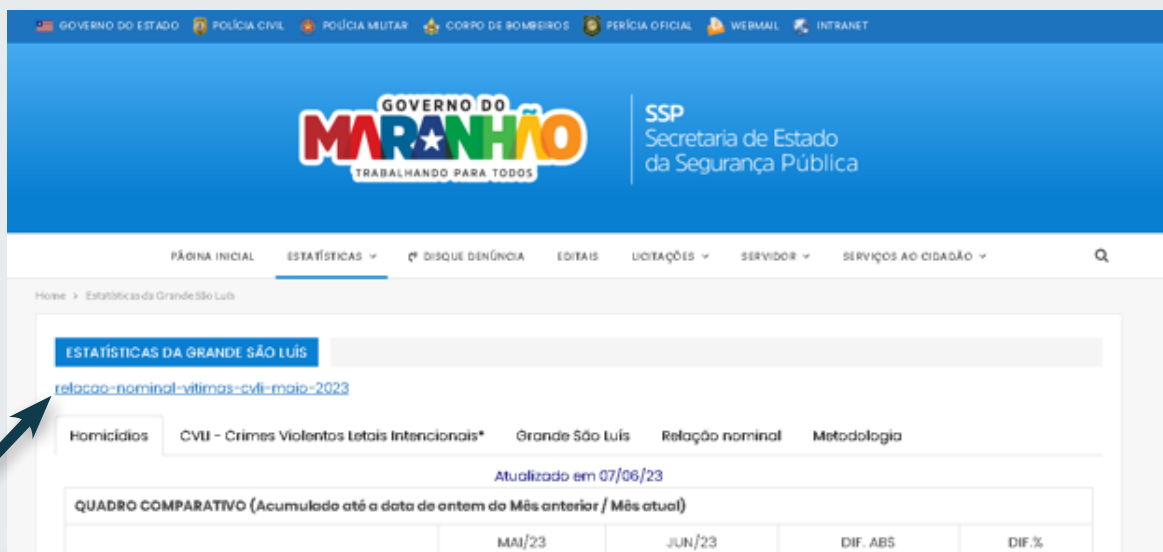 GOVERNO DO ESTADO POLÍCIA CIVIL POLÍCIA MILITAR CORPO DE BOMBEIROS PERÍCIA OFICIAL WEBMAIL INTRANET
GOVERNO DO
MARANHÃO
TRABALHANDO PARA TODOS
SSP
Secretaria de Estado
da Segurança Pública
PÁGINA INICIAL ESTATÍSTICAS DISQUE DENÚNCIA EDITAIS LICITAÇÕES SERVIDOR SERVIÇOS AO CIDADÃO
Home > Estatísticas da Grande São Luís
ESTATÍSTICAS DA GRANDE SÃO LUÍS
relacao-nominal-vitimas-cvli-maio-2023
Homicídios CVLI - Crimes Violentos Letais Intencionais* Grande São Luís Relação nominal Metodologia
Atualizado em 07/06/23
QUADRO COMPARATIVO (Acumulado até a data de ontem do Mês anterior / Mês atual)
MAI/23 JUN/23 DIF. ABS DIF.%